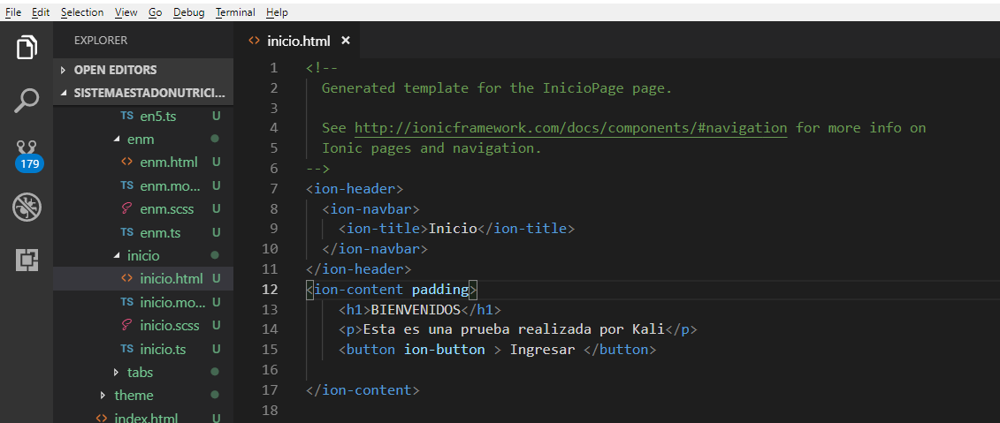 File Edit Selection View Go Debug Terminal Help
EXPLORER
OPEN EDITORS
SISTEMAESTADONUTRICI...
TS en5.ts U
enm
<> enm.html U
TS enm.mo... U
enm.scss U
TS enm.ts U
inicio
<> inicio.html U
TS inicio.mo... U
inicio.scss U
TS inicio.ts U
tabs
theme
<> index.html U
179
<> inicio.html ×
1 <!--
2 Generated template for the InicioPage page.
3
4 See http://ionicframework.com/docs/components/#navigation for more info on
5 Ionic pages and navigation.
6 -->
7 <ion-header>
8 <ion-navbar>
9 <ion-title>Inicio</ion-title>
10 </ion-navbar>
11 </ion-header>
12 <ion-content padding>
13 <h1>BIENVENIDOS</h1>
14 <p>Esta es una prueba realizada por Kali</p>
15 <button ion-button > Ingresar </button>
16
17 </ion-content>
18